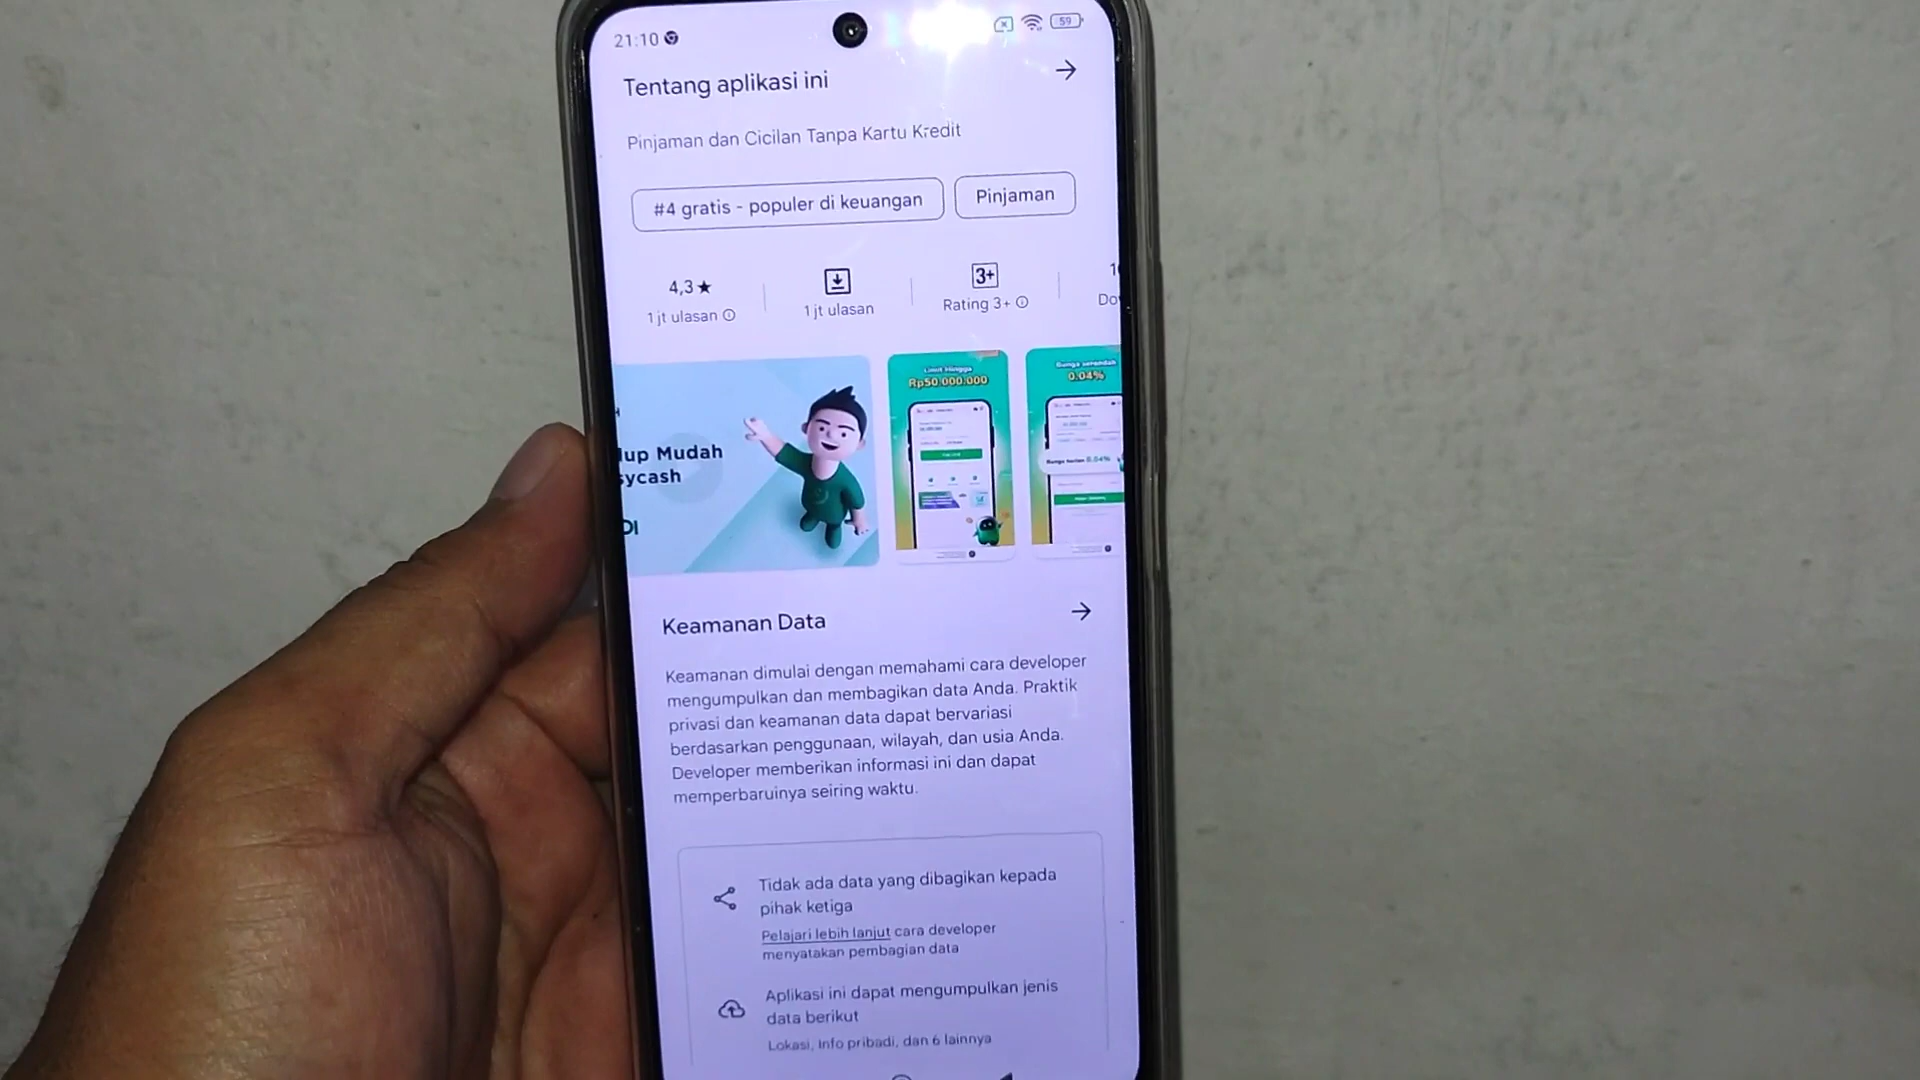 21:10
59
Tentang aplikasi ini
Pinjaman dan Cicilan Tanpa Kartu Kredit
#4 gratis - populer di keuangan
Pinjaman
4,3★
1 jt ulasan
1 jt ulasan
3+
Rating 3+
Limit Hingga
Rp50.000.000
0.04%
lup Mudah
sycash
Keamanan Data
Keamanan dimulai dengan memahami cara developer
mengumpulkan dan membagikan data Anda. Praktik
privasi dan keamanan data dapat bervariasi
berdasarkan penggunaan, wilayah, dan usia Anda.
Developer memberikan informasi ini dan dapat
memperbaruinya seiring waktu.
Tidak ada data yang dibagikan kepada
pihak ketiga
Pelajari lebih lanjut cara developer
menyatakan pembagian data
Aplikasi ini dapat mengumpulkan jenis
data berikut
Lokasi, Info pribadi, dan 6 lainnya